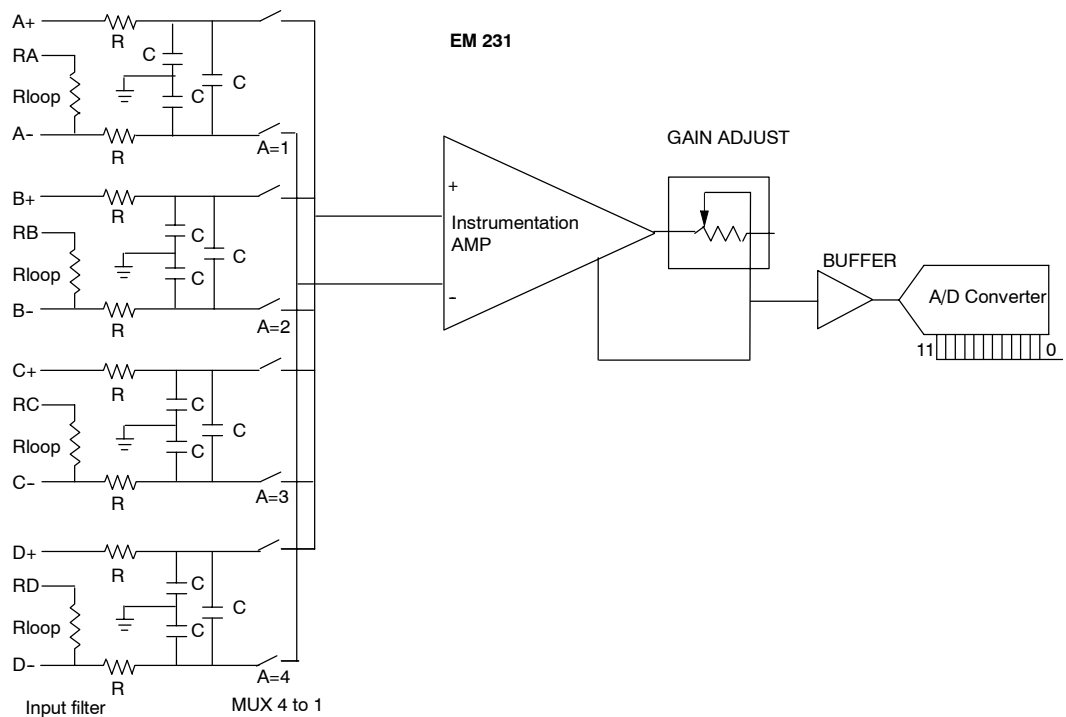 EM 231
A+
R
RA
C
Rloop
C
C
A-
R
A=1
B+
R
RB
C
C
Rloop
C
B-
R
A=2
C+
R
RC
C
C
Rloop
C
C-
R
A=3
D+
R
RD
C
C
Rloop
C
D-
R
A=4
Input filter
MUX 4 to 1
+
Instrumentation
AMP
-
GAIN ADJUST
BUFFER
A/D Converter
11
0